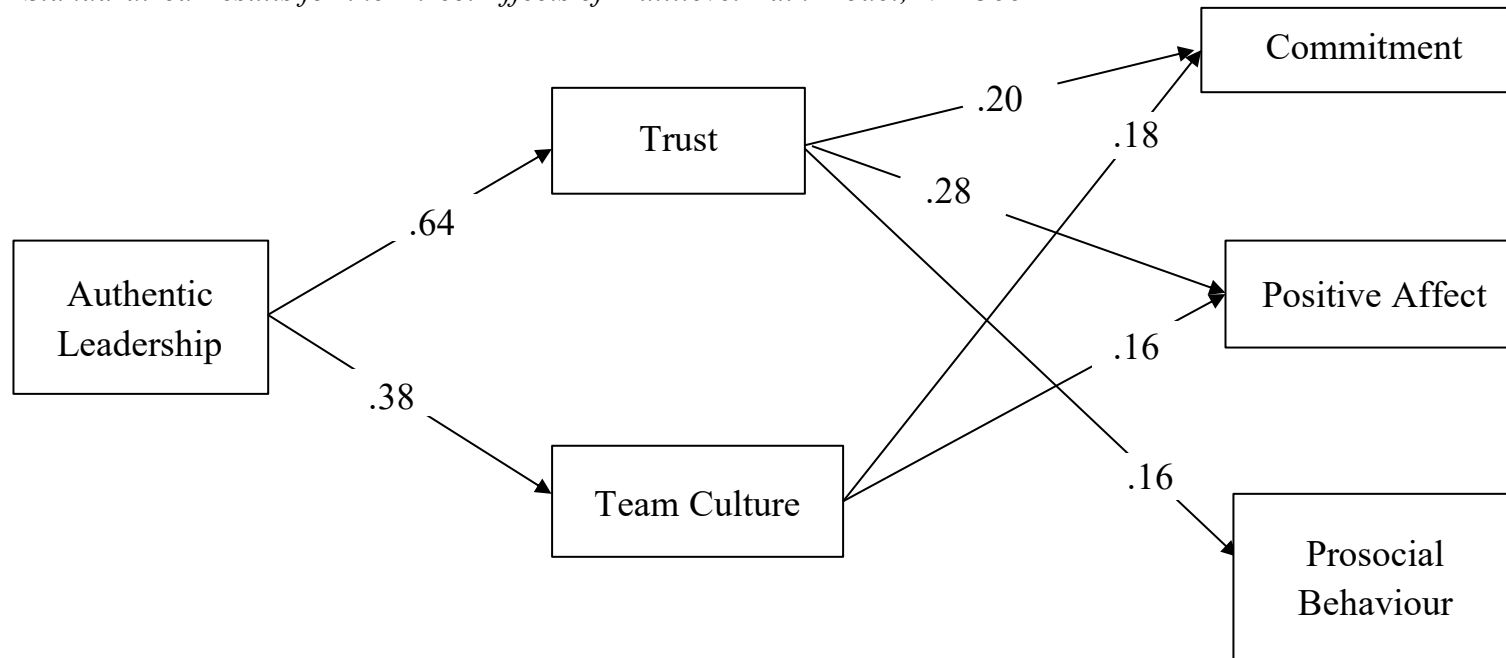 Commitment
.20
.18
Trust
.28
.64
Authentic
Leadership
Positive Affect
.16
.38
Team Culture
.16
Prosocial
Behaviour